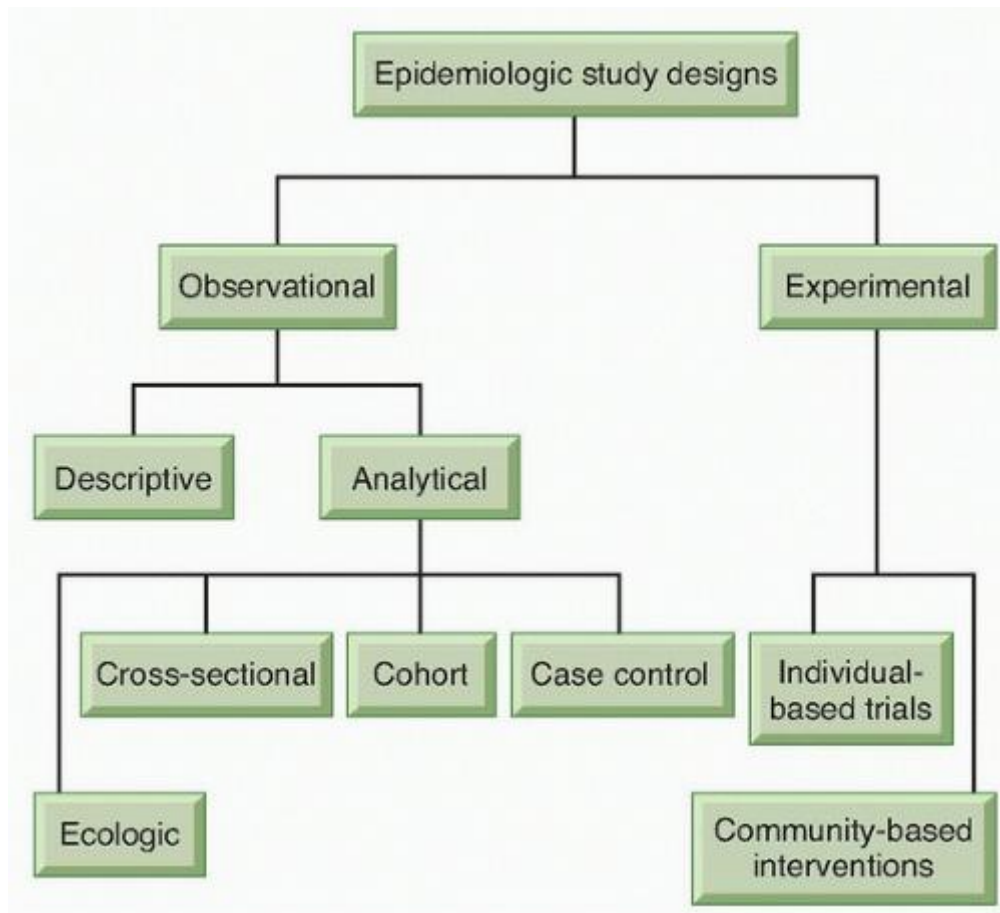 Epidemiologic study designs
Observational
Experimental
Descriptive
Analytical
Cross-sectional
Cohort
Case control
Individual-
based trials
Ecologic
Community-based
interventions